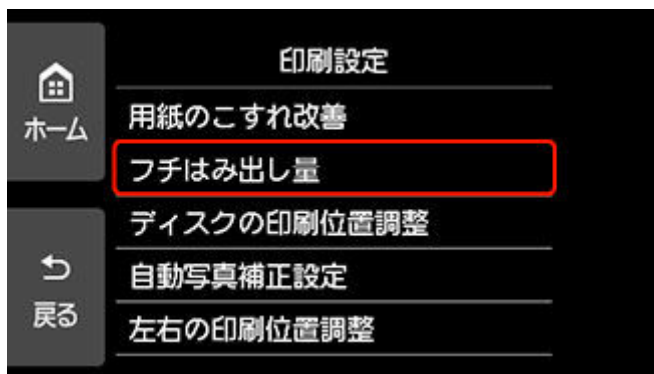 印刷設定
ホーム
用紙のこすれ改善
フチはみ出し量
ディスクの印刷位置調整
自動写真補正設定
戻る
左右の印刷位置調整